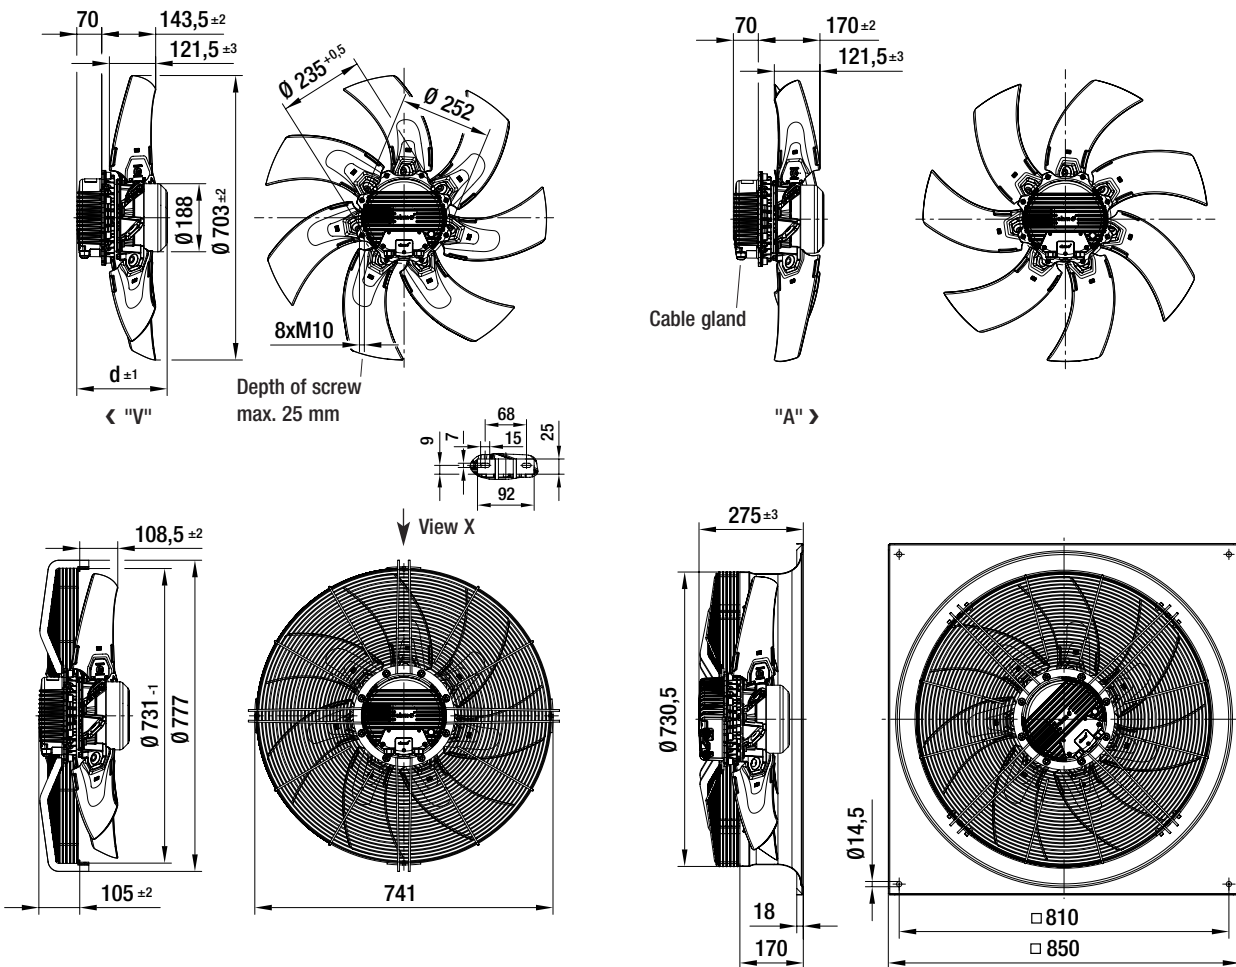 70
143,5 ±2
121,5 ±3
Ø 235 +0,5
Ø 252
Ø 188
Ø 703 ±2
8xM10
d ±1
Depth of screw
max. 25 mm
❮ "V"
70
170 ±2
121,5 ±3
Cable gland
"A" ❯
68
9
7
15
25
92
View X
108,5 ±2
Ø 731 -1
Ø 777
105 ±2
741
275 ±3
Ø 730,5
Ø 14,5
18
170
□ 810
□ 850